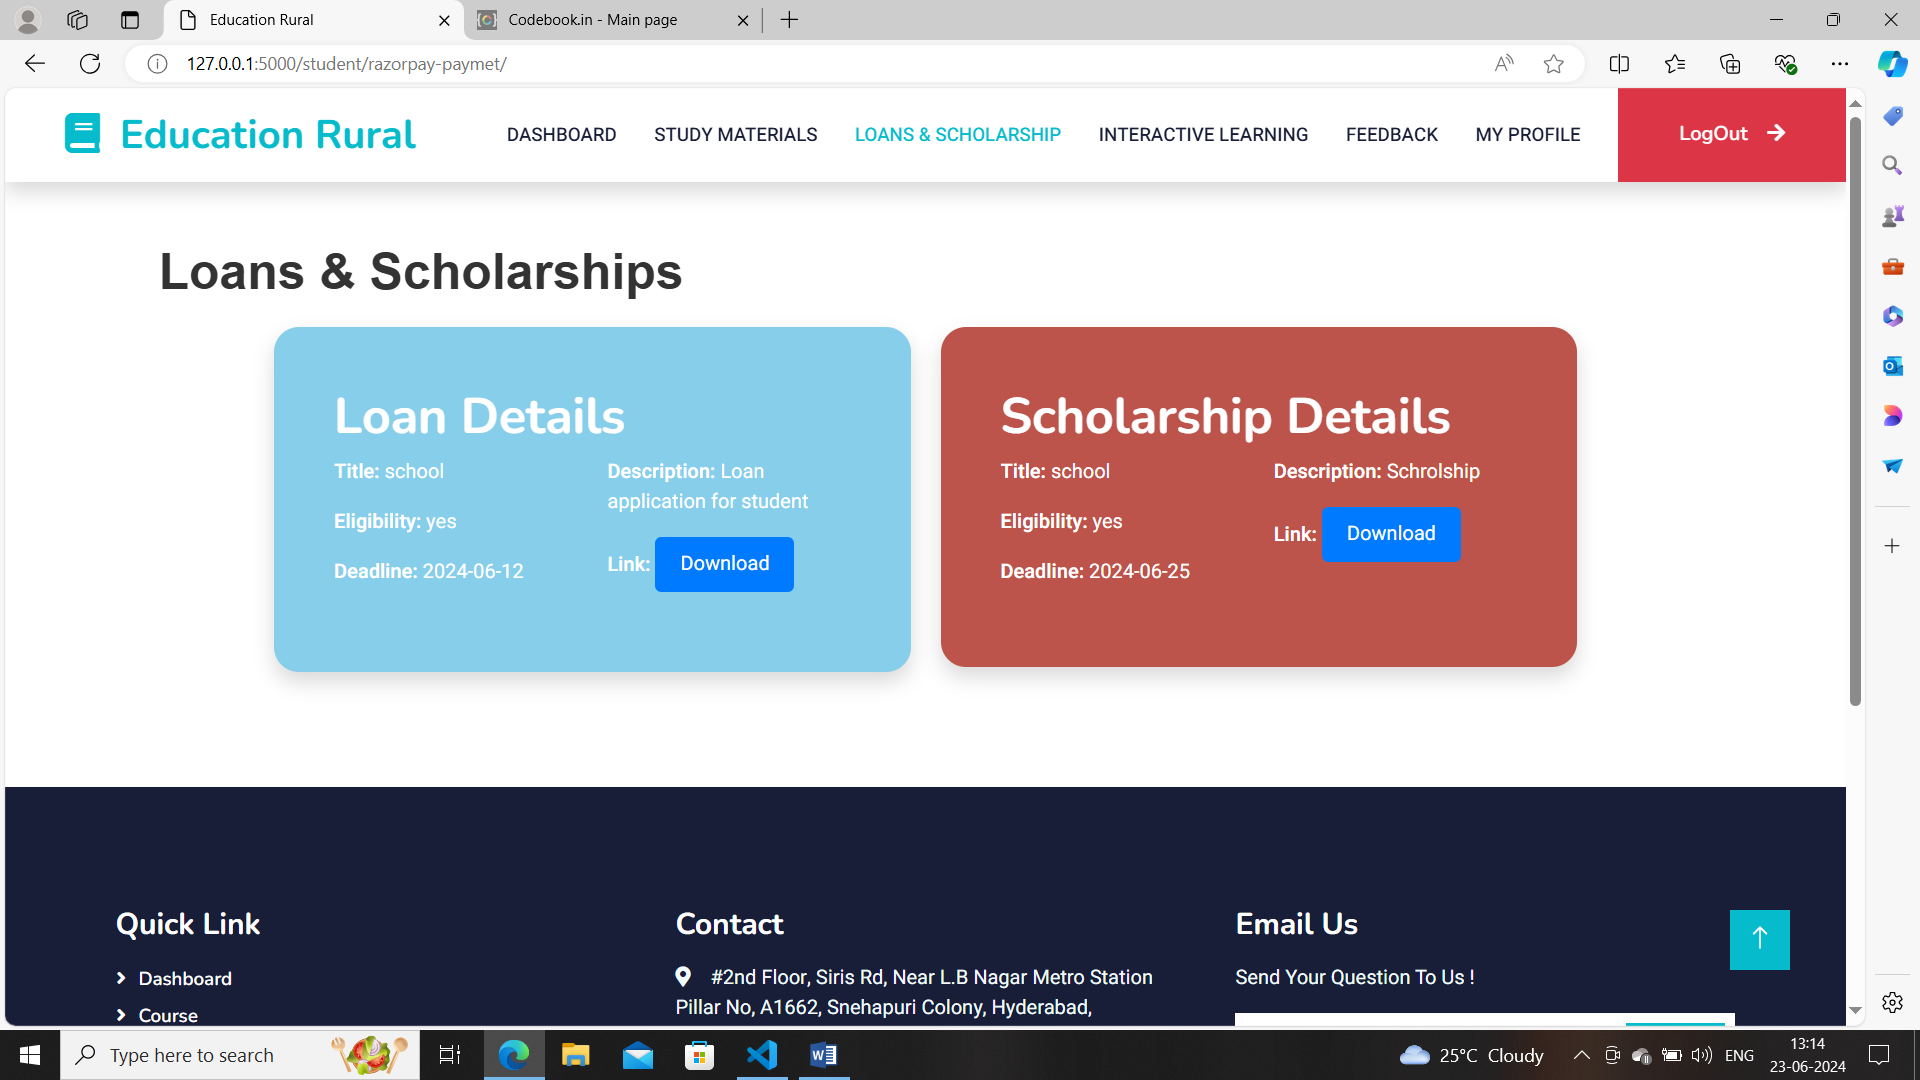 Education Rural
Codebook.in - Main page
127.0.0.1:5000/student/razorpay-paymet/
Education Rural
DASHBOARD
STUDY MATERIALS
LOANS & SCHOLARSHIP
INTERACTIVE LEARNING
FEEDBACK
MY PROFILE
LogOut
Loans & Scholarships
Loan Details
Title: school
Eligibility: yes
Deadline: 2024-06-12
Description: Loan
application for student
Link: Download
Scholarship Details
Title: school
Eligibility: yes
Deadline: 2024-06-25
Description: Schrolship
Link: Download
Quick Link
Dashboard
Course
Contact
#2nd Floor, Siris Rd, Near L.B Nagar Metro Station
Pillar No, A1662, Snehapuri Colony, Hyderabad,
Email Us
Send Your Question To Us !
Type here to search
25°C Cloudy
ENG
13:14
23-06-2024